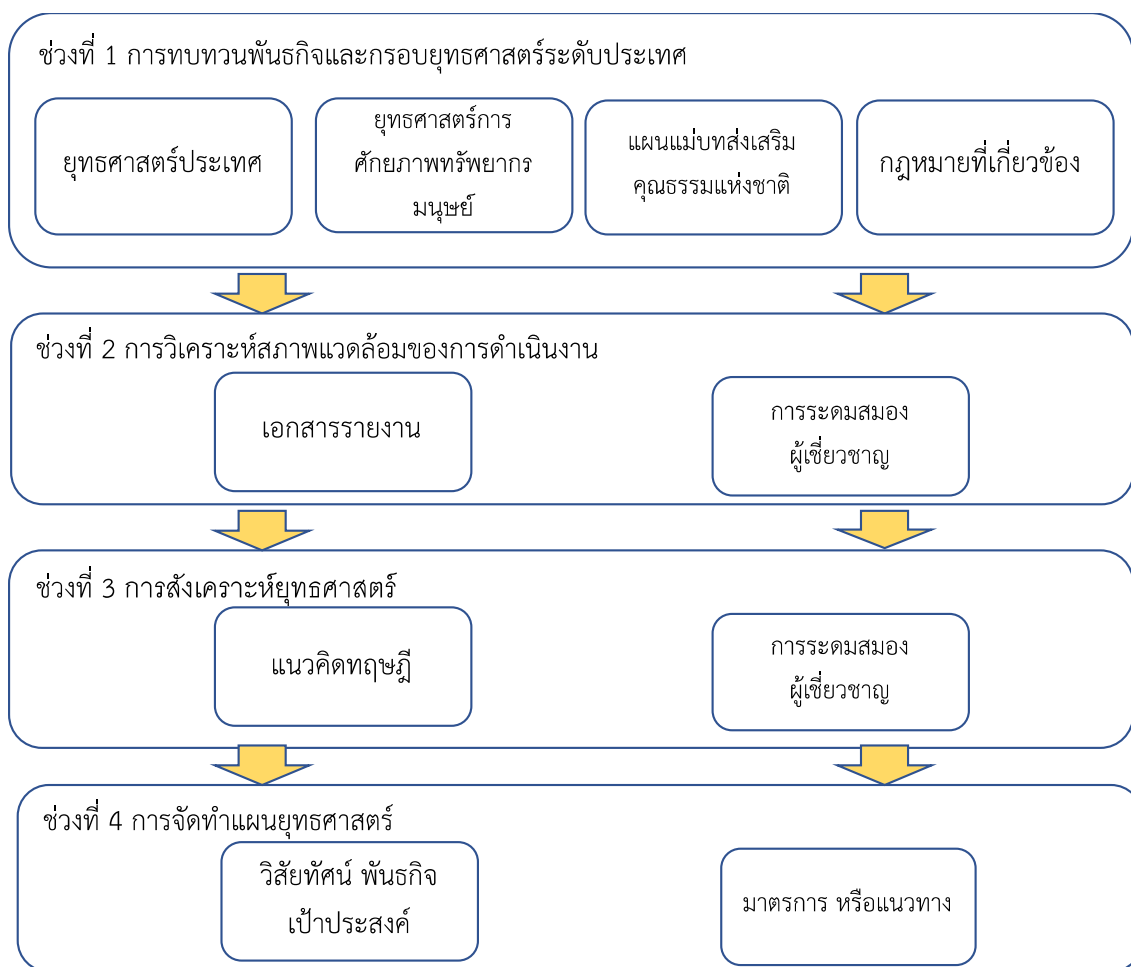 ช่วงที่ 1 การทบทวนพันธกิจและกรอบยุทธศาสตร์ระดับประเทศ
ยุทธศาสตร์ประเทศ
ยุทธศาสตร์การ
ศักยภาพทรัพยากร
มนุษย์
แผนแม่บทส่งเสริม
คุณธรรมแห่งชาติ
กฎหมายที่เกี่ยวข้อง
ช่วงที่ 2 การวิเคราะห์สภาพแวดล้อมของการดำเนินงาน
เอกสารรายงาน
การระดมสมอง
ผู้เชี่ยวชาญ
ช่วงที่ 3 การสังเคราะห์ยุทธศาสตร์
แนวคิดทฤษฎี
การระดมสมอง
ผู้เชี่ยวชาญ
ช่วงที่ 4 การจัดทำแผนยุทธศาสตร์
วิสัยทัศน์ พันธกิจ
เป้าประสงค์
มาตรการ หรือแนวทาง